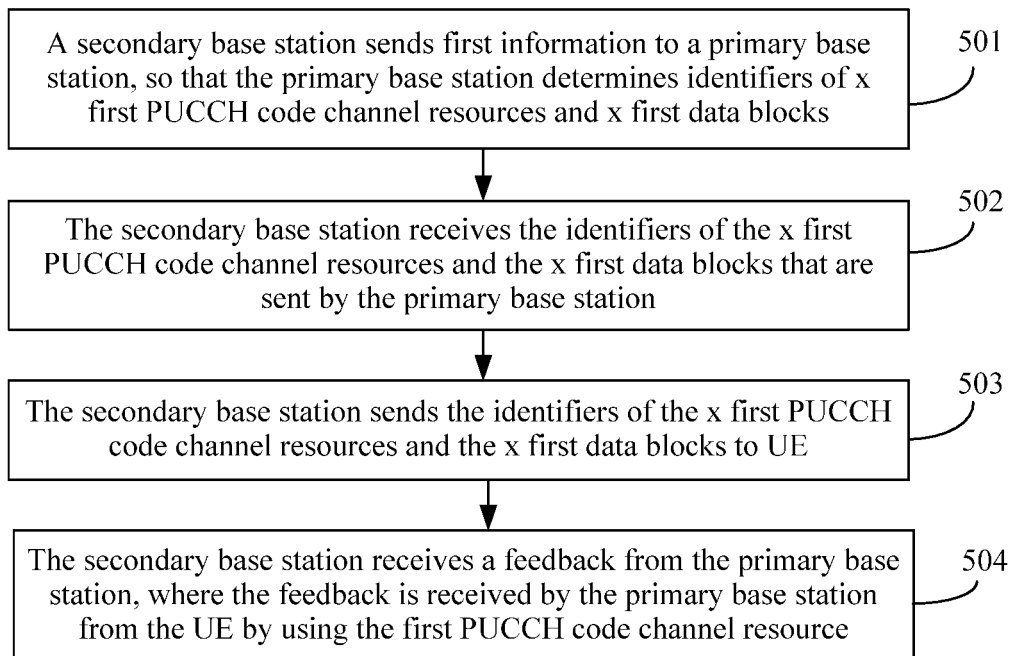 A secondary base station sends first information to a primary base
station, so that the primary base station determines identifiers of x
first PUCCH code channel resources and x first data blocks
501
The secondary base station receives the identifiers of the x first
PUCCH code channel resources and the x first data blocks that are
sent by the primary base station
502
The secondary base station sends the identifiers of the x first PUCCH
code channel resources and the x first data blocks to UE
503
The secondary base station receives a feedback from the primary base
station, where the feedback is received by the primary base station
from the UE by using the first PUCCH code channel resource
504